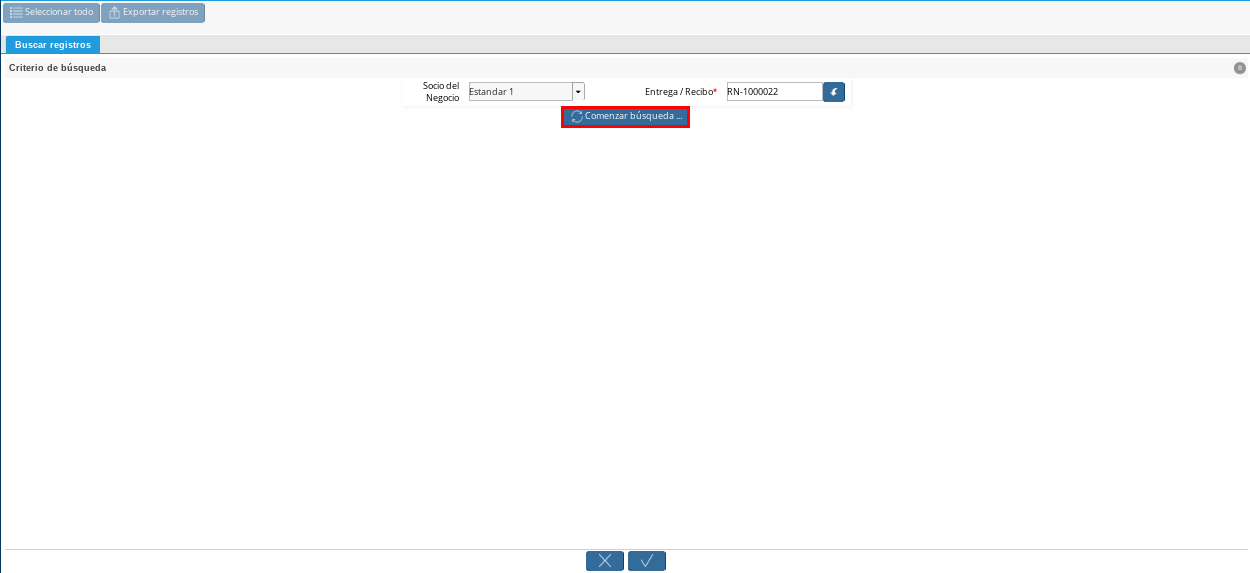 Seleccionar todo Exportar registros
Buscar registros
Criterio de búsqueda
Socio del
Negocio
Estandar 1
Entrega / Recibo*
RN-1000022
Comenzar búsqueda ...